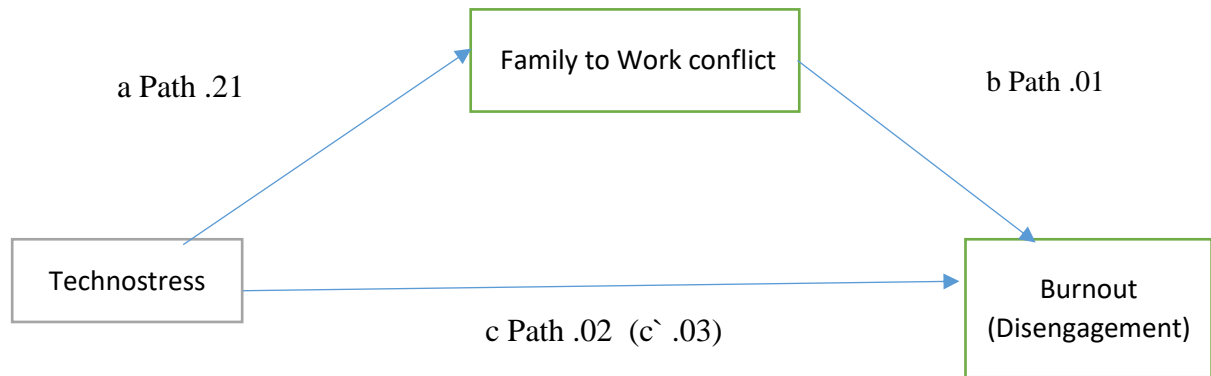 Family to Work conflict
a Path .21
b Path .01
Technostress
c Path .02  (c` .03)
Burnout
(Disengagement)